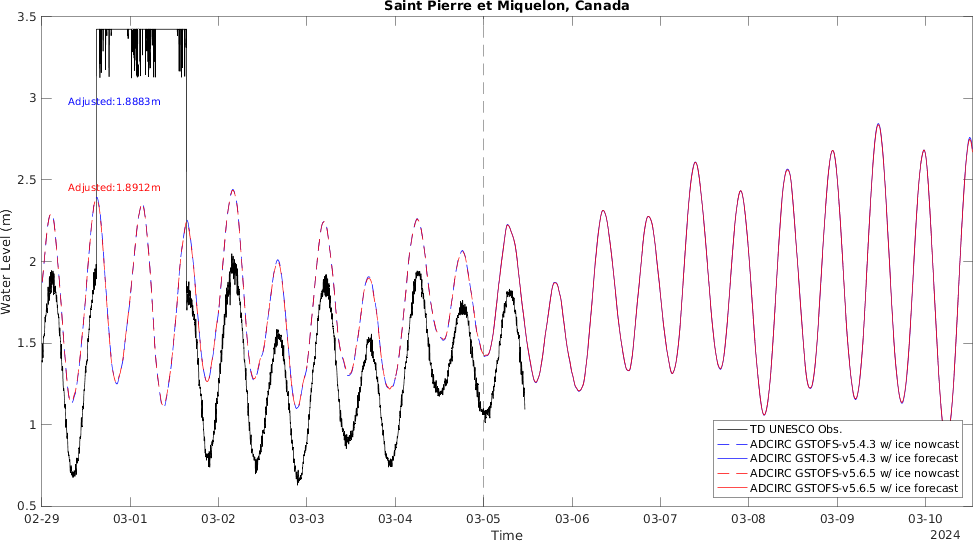 Saint Pierre et Miquelon, Canada
3.5
3
2.5
2
1.5
1
0.5
Water Level (m)
Adjusted:1.8883m
Adjusted:1.8912m
TD UNESCO Obs.
ADCIRC GSTOFS-v5.4.3 w/ ice nowcast
ADCIRC GSTOFS-v5.4.3 w/ ice forecast
ADCIRC GSTOFS-v5.6.5 w/ ice nowcast
ADCIRC GSTOFS-v5.6.5 w/ ice forecast
02-29 03-01 03-02 03-03 03-04 03-05 03-06 03-07 03-08 03-09 03-10
Time
2024